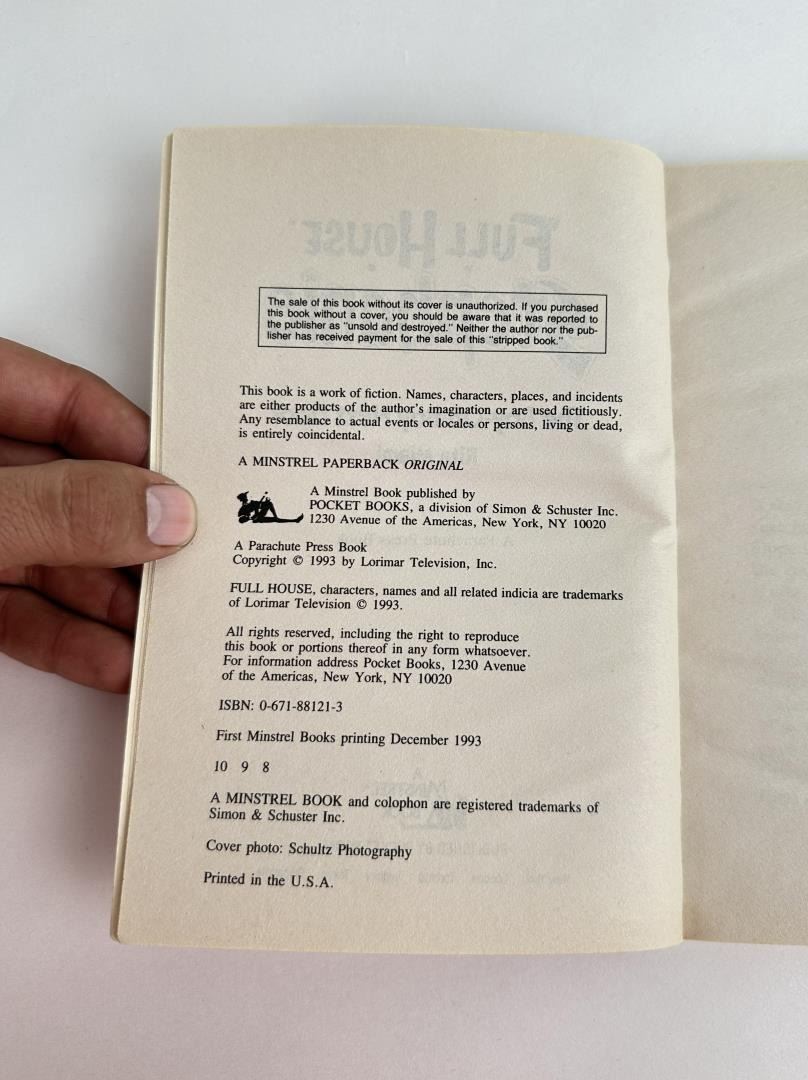 The sale of this book without its cover is unauthorized. If you purchased
this book without a cover, you should be aware that it was reported to
the publisher as "unsold and destroyed." Neither the author nor the pub-
lisher has received payment for the sale of this "stripped book."
This book is a work of fiction. Names, characters, places, and incidents
are either products of the author's imagination or are used fictitiously.
Any resemblance to actual events or locales or persons, living or dead,
is entirely coincidental.
A MINSTREL PAPERBACK ORIGINAL
A Minstrel Book published by
POCKET BOOKS, a division of Simon & Schuster Inc.
1230 Avenue of the Americas, New York, NY 10020
A Parachute Press Book
Copyright © 1993 by Lorimar Television, Inc.
FULL HOUSE, characters, names and all related indicia are trademarks
of Lorimar Television © 1993.
All rights reserved, including the right to reproduce
this book or portions thereof in any form whatsoever.
For information address Pocket Books, 1230 Avenue
of the Americas, New York, NY 10020
ISBN: 0-671-88121-3
First Minstrel Books printing December 1993
10 9 8
A MINSTREL BOOK and colophon are registered trademarks of
Simon & Schuster Inc.
Cover photo: Schultz Photography
Printed in the U.S.A.